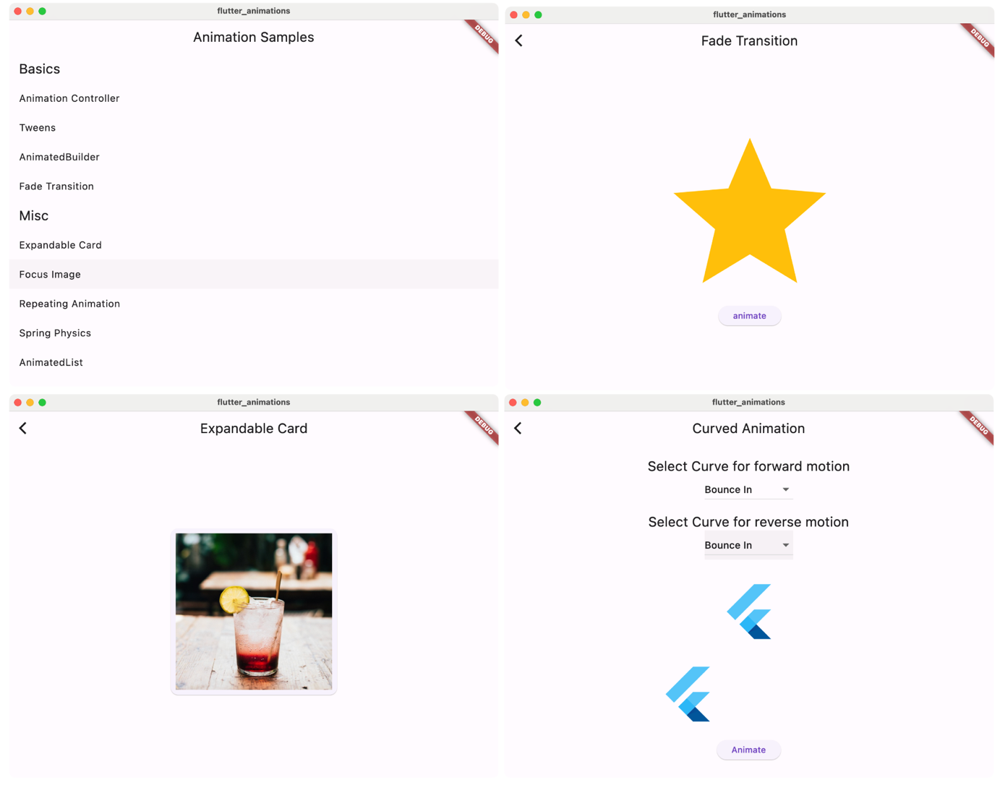 flutter_animations
DEBUG
Animation Samples
Basics
Animation Controller
Tweens
AnimatedBuilder
Fade Transition
Misc
Expandable Card
Focus Image
Repeating Animation
Spring Physics
AnimatedList
flutter_animations
DEBUG
Fade Transition
animate
flutter_animations
DEBUG
Expandable Card
flutter_animations
DEBUG
Curved Animation
Select Curve for forward motion
Bounce In
Select Curve for reverse motion
Bounce In
Animate